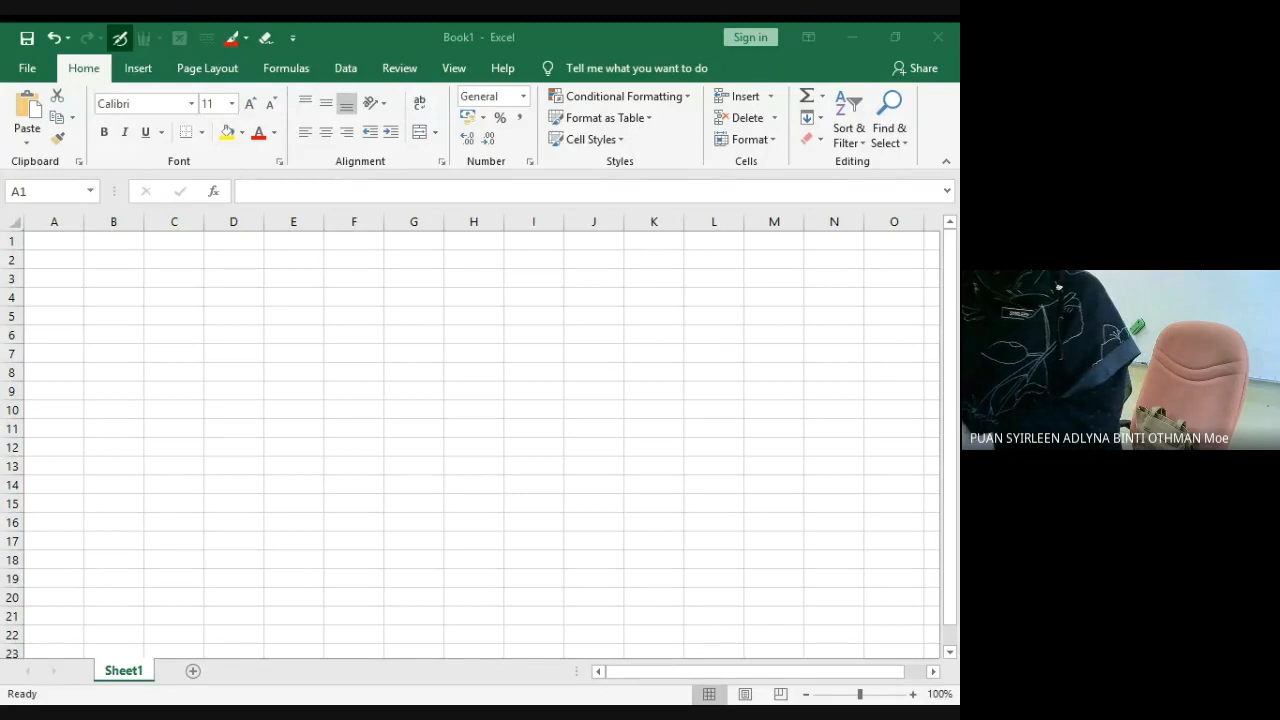 Book1 - Excel
Sign in
File Home Insert Page Layout Formulas Data Review View Help Tell me what you want to do Share
Paste
Calibri 11
B I U A
ab
General
% ,
Conditional Formatting
Format as Table
Cell Styles
Insert
Delete
Format
Sort & Filter
Find & Select
Clipboard Font Alignment Number Styles Cells Editing
A1 fx
A B C D E F G H I J K L M N O
1
2
3
4
5
6
7
8
9
10
11
12
13
14
15
16
17
18
19
20
21
22
23
Sheet1
Ready 100%
PUAN SYIRLEEN ADLYNA BINTI OTHMAN Moe